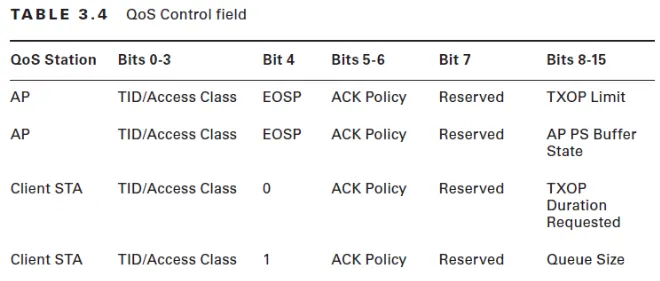 TABLE 3.4 QoS Control field
QoS Station Bits 0-3 Bit 4 Bits 5-6 Bit 7 Bits 8-15
AP TID/Access Class EOSP ACK Policy Reserved TXOP Limit
AP TID/Access Class EOSP ACK Policy Reserved AP PS Buffer
State
Client STA TID/Access Class 0 ACK Policy Reserved TXOP
Duration
Requested
Client STA TID/Access Class 1 ACK Policy Reserved Queue Size